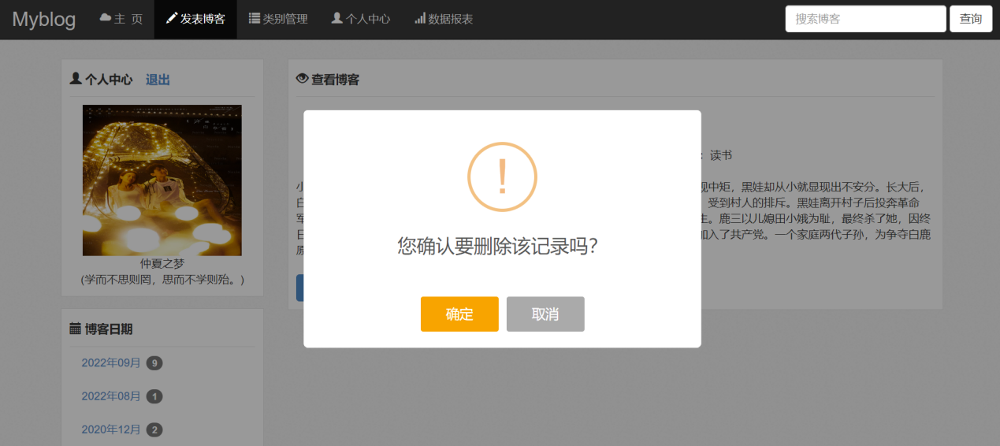 Myblog 主 页 发表博客 类别管理 个人中心 数据报表 搜索博客 查询
个人中心 退出
仲夏之梦
(学而不思则罔，思而不学则殆。)
博客日期
2022年09月 9
2022年08月 1
2020年12月 2
查看博客
：读书
小
现中矩，黑娃却从小就显现出不安分。长大后，
白
受到村人的排斥。黑娃离开村子后投奔革命
军
生。鹿三以儿媳田小娥为耻，最终杀了她，因终
日
加入了共产党。一个家庭两代子孙，为争夺白鹿
原
!
您确认要删除该记录吗?
确定 取消